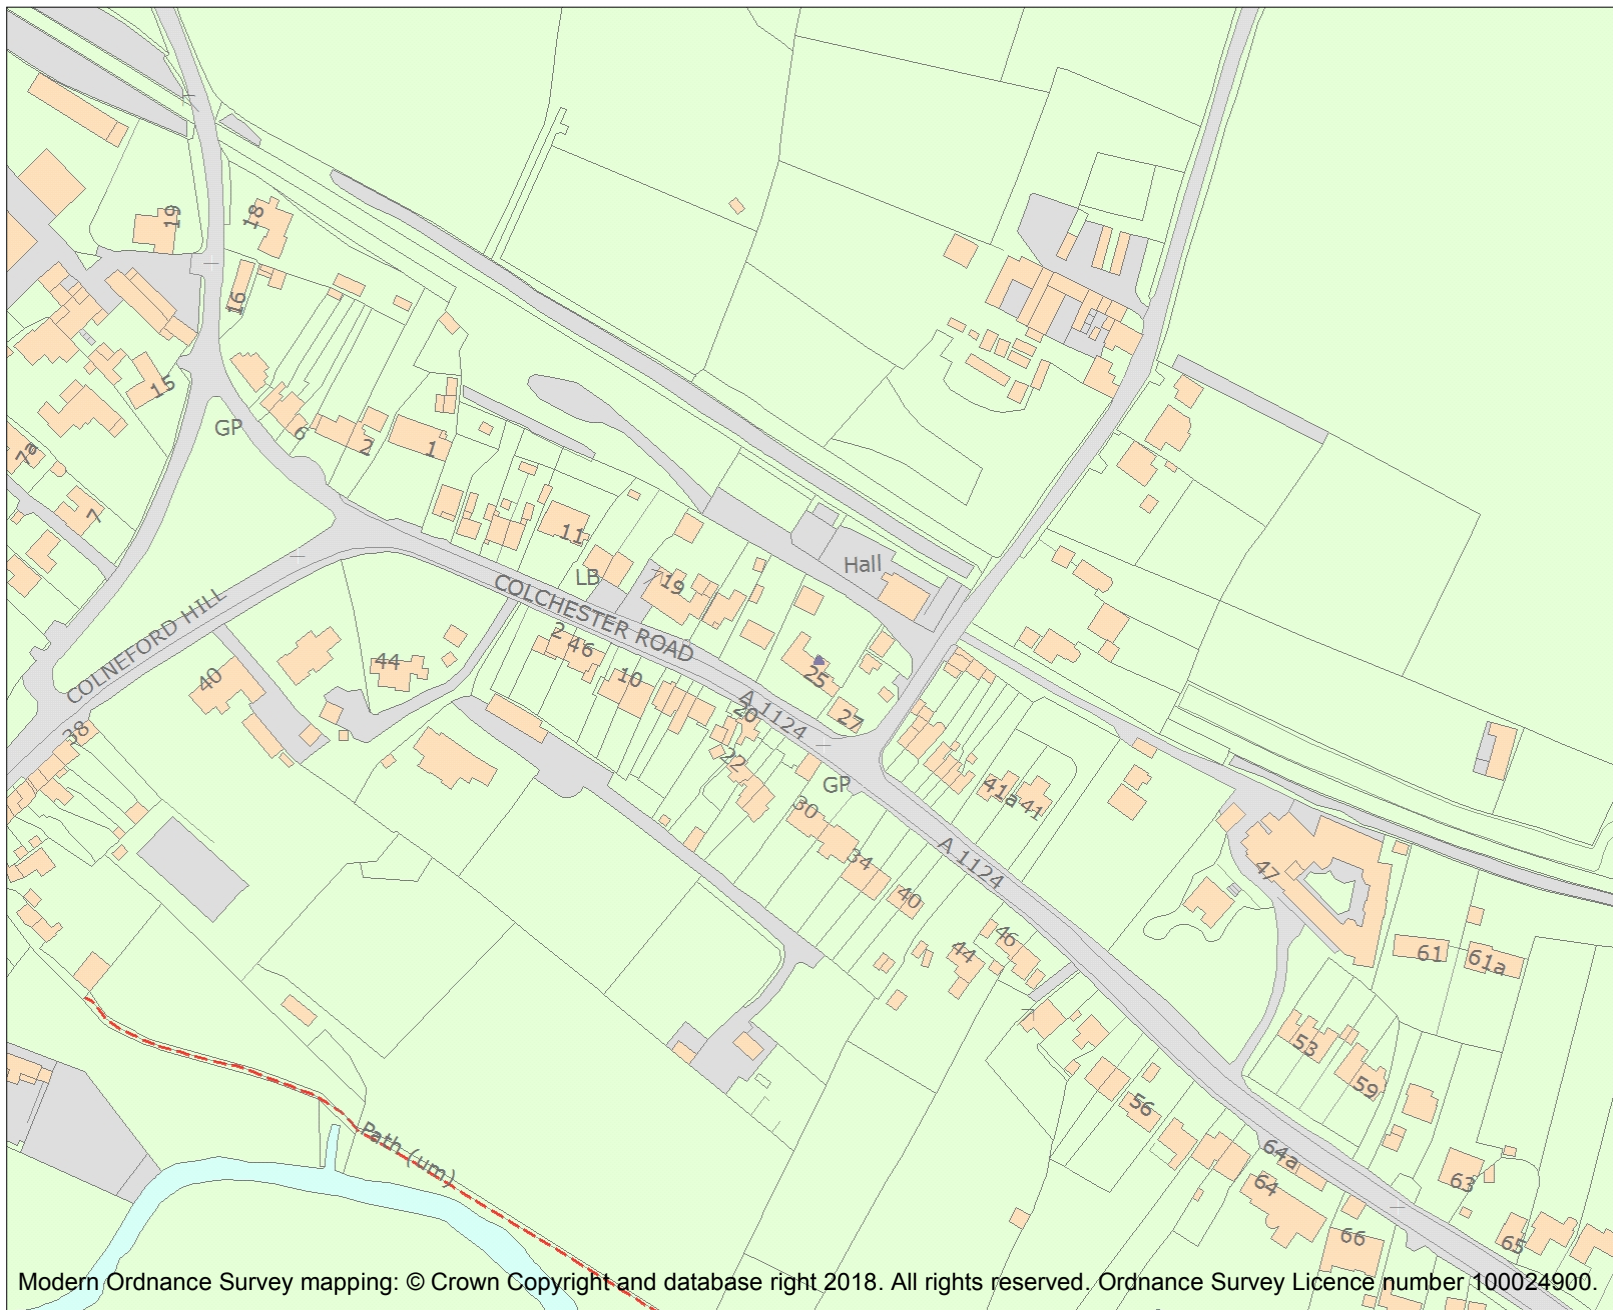 19
18
16
15
GP
6
2
1
7a
7
11
LB
19
Hall
COLCHESTER ROAD
COLNEFORD HILL
2 4 6
44
40
10
25
27
A 1124
20
38
22
GP
41a
41
30
A 1124
34
47
40
46
44
61
61a
53
59
56
Path (um)
64a
64
63
66
65
Modern Ordnance Survey mapping: © Crown Copyright and database right 2018. All rights reserved. Ordnance Survey Licence number 100024900.